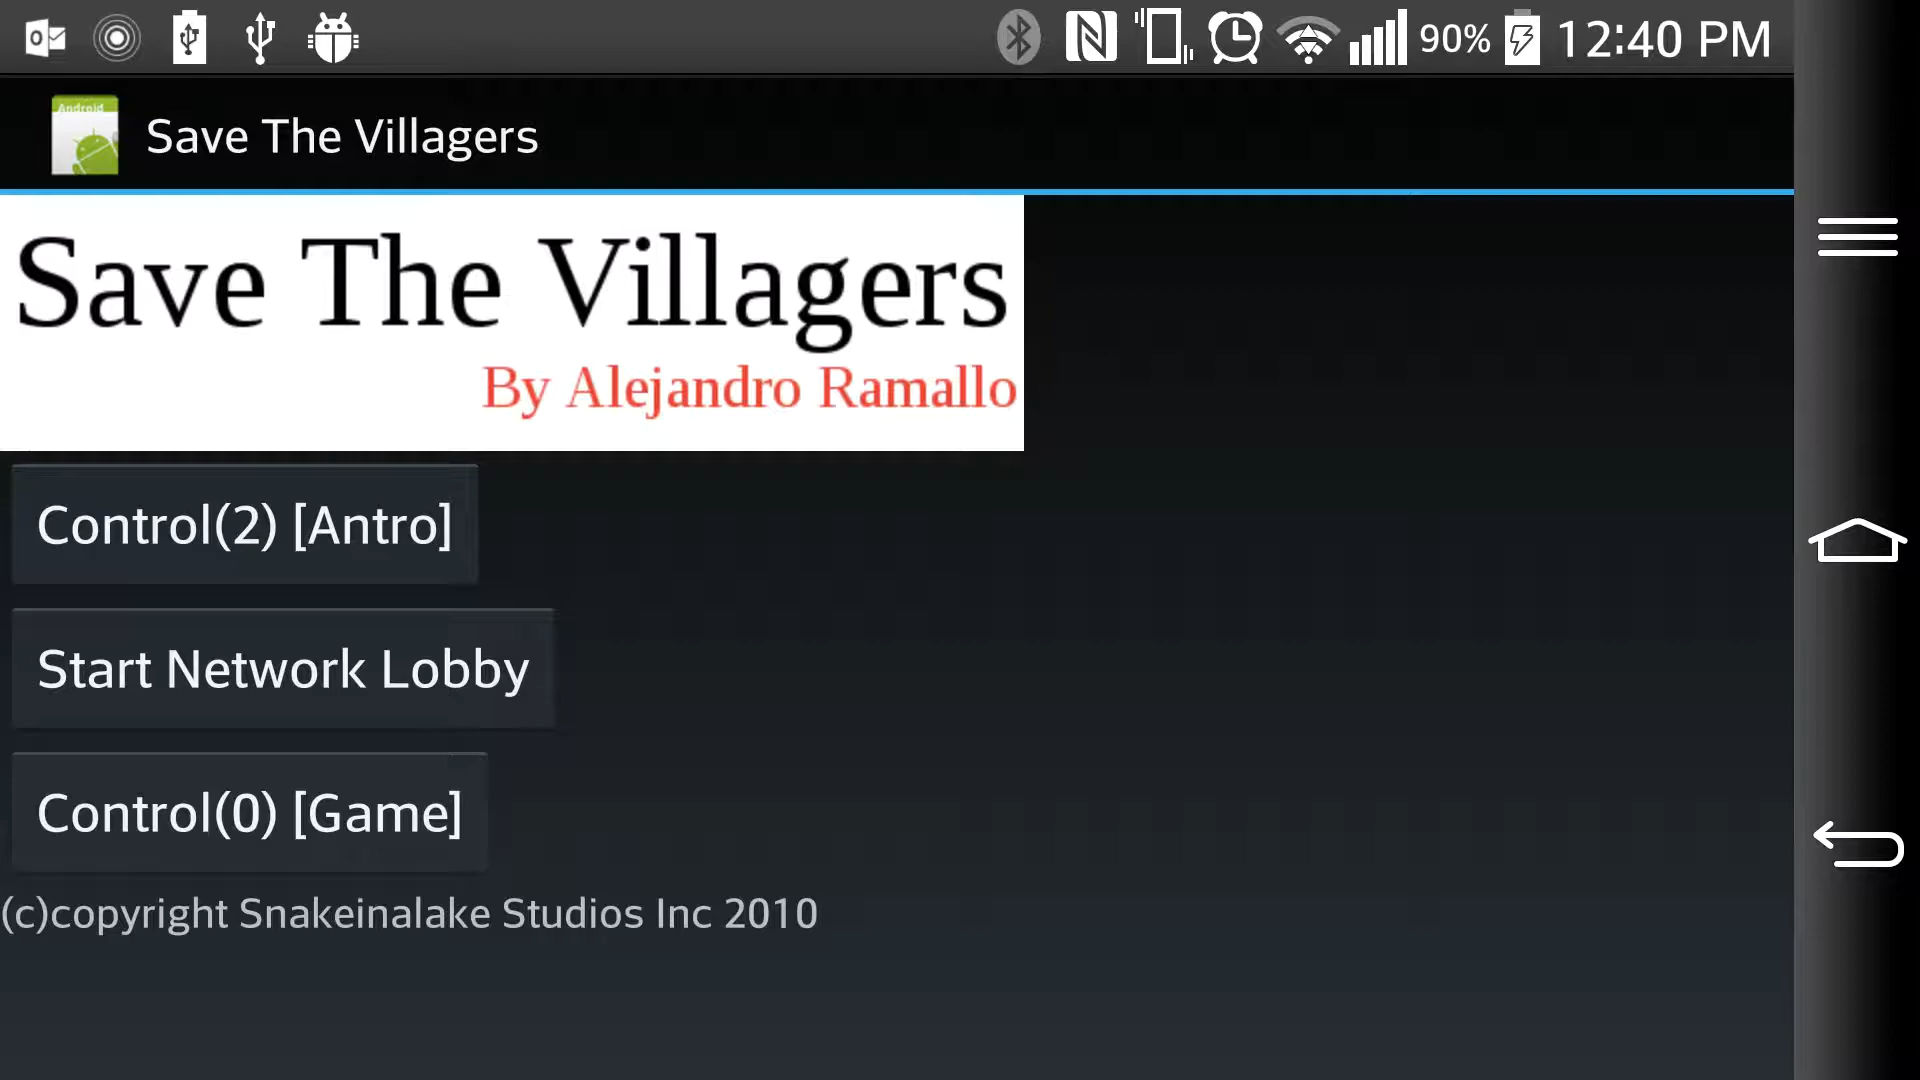 90% 12:40 PM
Android
Save The Villagers
Save The Villagers
By Alejandro Ramallo
Control(2) [Antro]
Start Network Lobby
Control(0) [Game]
(c)copyright Snakeinalake Studios Inc 2010